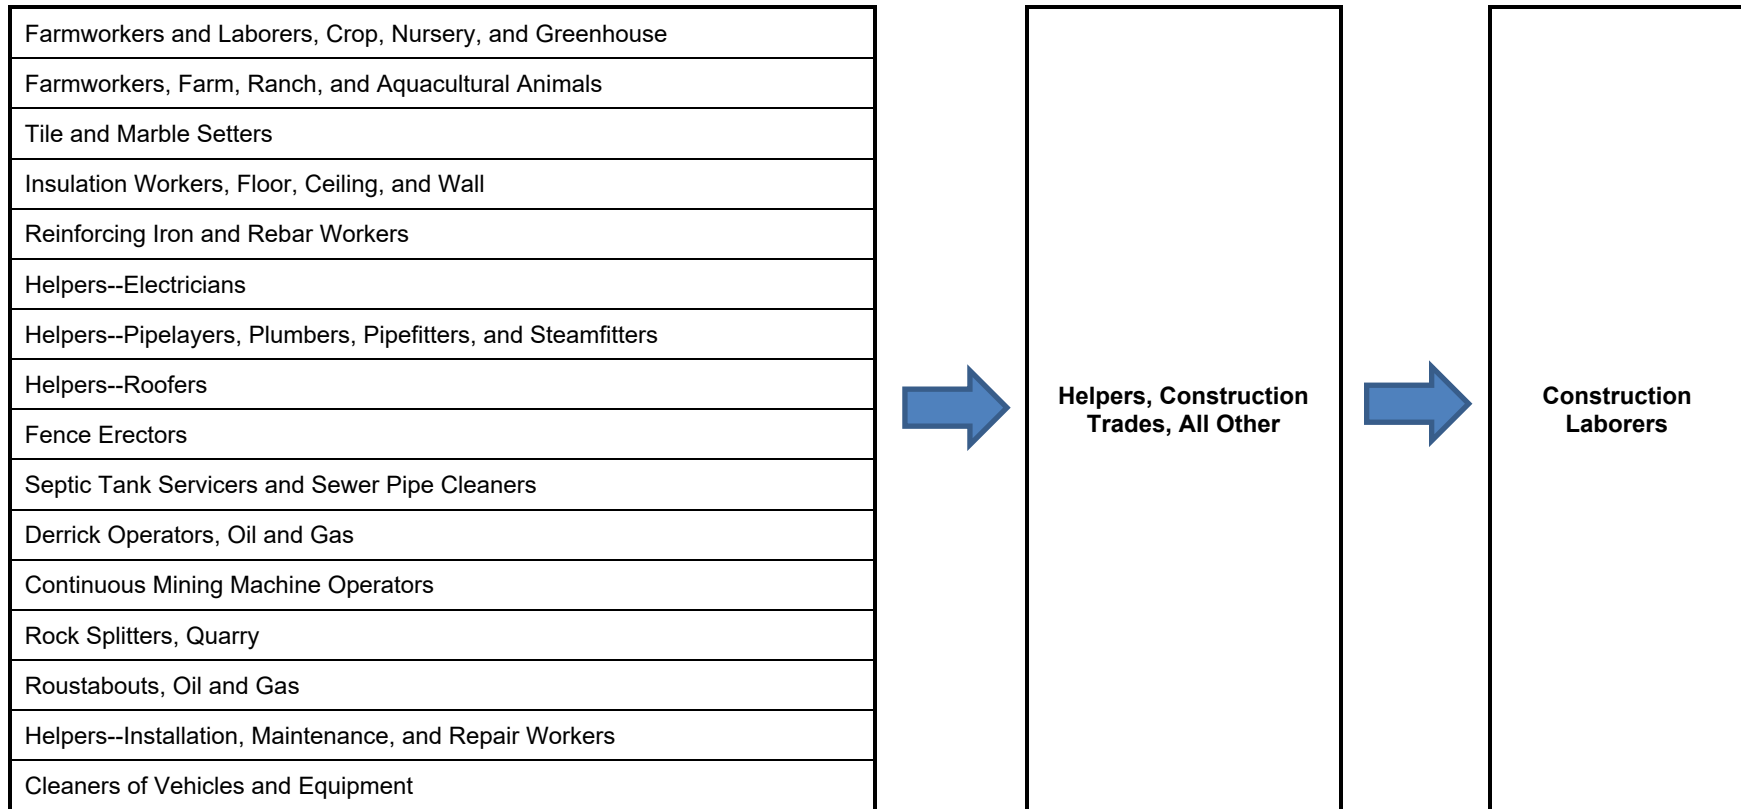 Farmworkers and Laborers, Crop, Nursery, and Greenhouse
Farmworkers, Farm, Ranch, and Aquacultural Animals
Tile and Marble Setters
Insulation Workers, Floor, Ceiling, and Wall
Reinforcing Iron and Rebar Workers
Helpers--Electricians
Helpers--Pipelayers, Plumbers, Pipefitters, and Steamfitters
Helpers--Roofers
Fence Erectors
Septic Tank Servicers and Sewer Pipe Cleaners
Derrick Operators, Oil and Gas
Continuous Mining Machine Operators
Rock Splitters, Quarry
Roustabouts, Oil and Gas
Helpers--Installation, Maintenance, and Repair Workers
Cleaners of Vehicles and Equipment
Helpers, Construction
Trades, All Other
Construction
Laborers